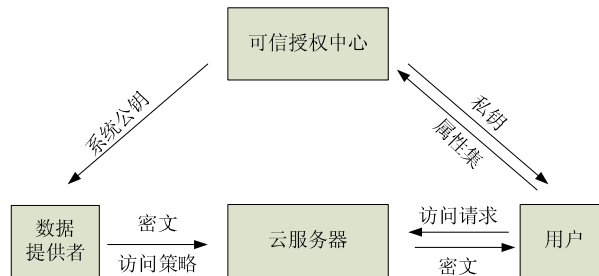 可信授权中心
系统公钥
私钥
属性集
数据
提供者
密文
访问策略
云服务器
访问请求
密文
用户